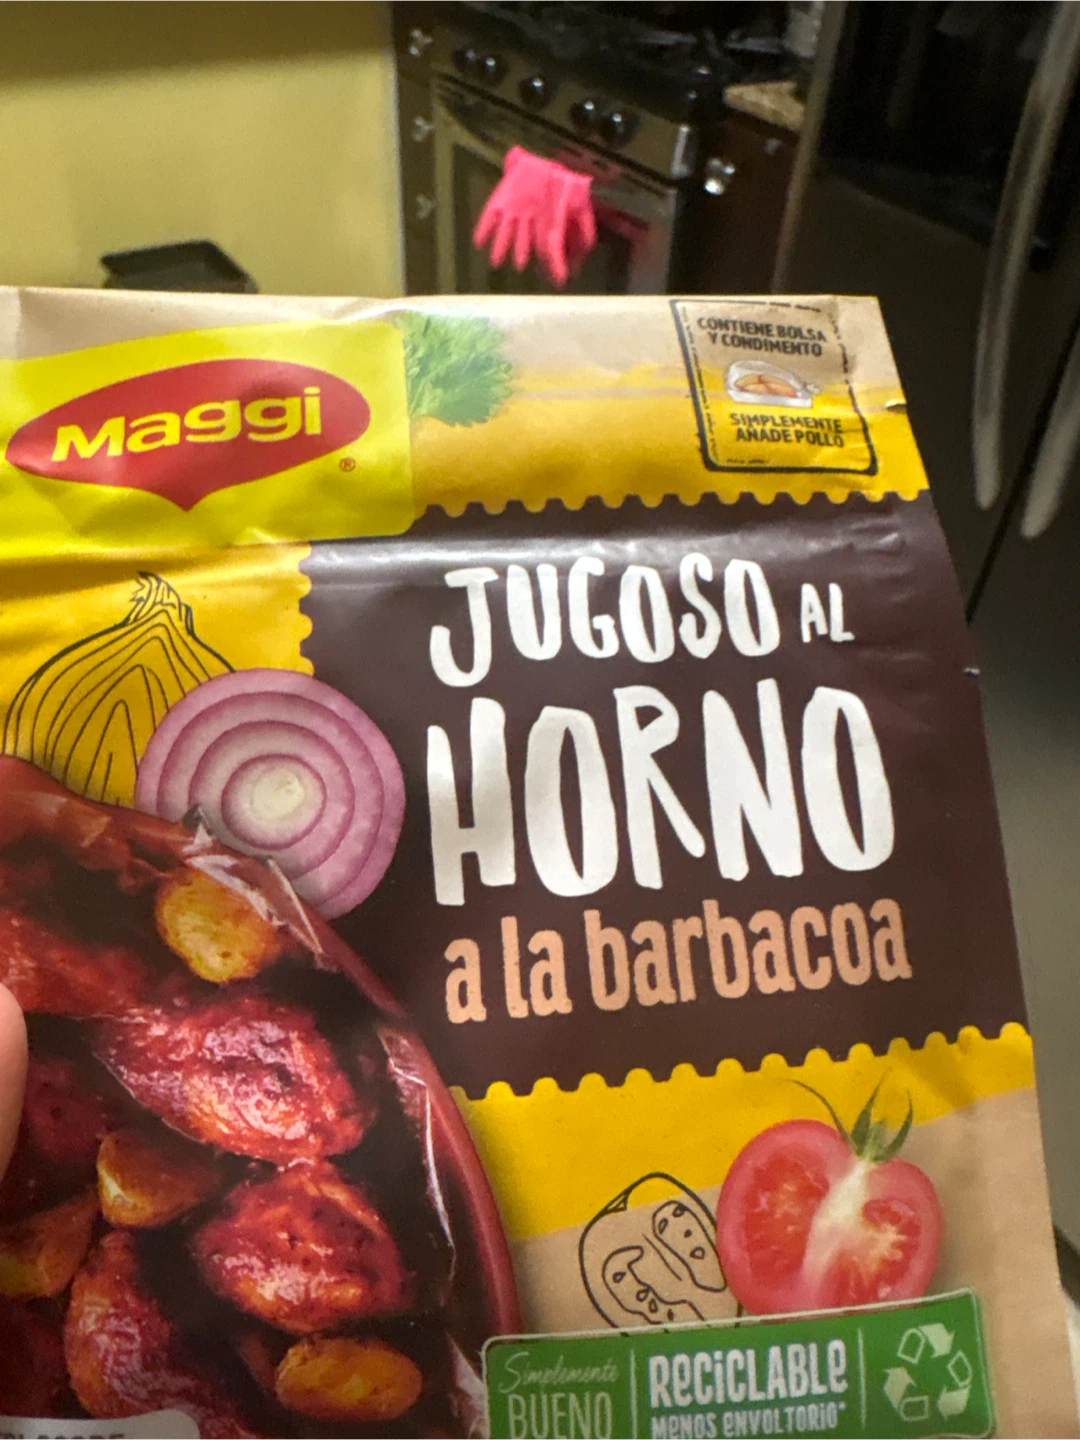 Maggi
®
CONTIENE BOLSA
Y CONDIMENTO
SIMPLEMENTE
AÑADE POLLO
JUGOSO AL
HORNO
a la barbacoa
Simplemente
BUENO
RECICLABLE
MENOS ENVOLTORIO*